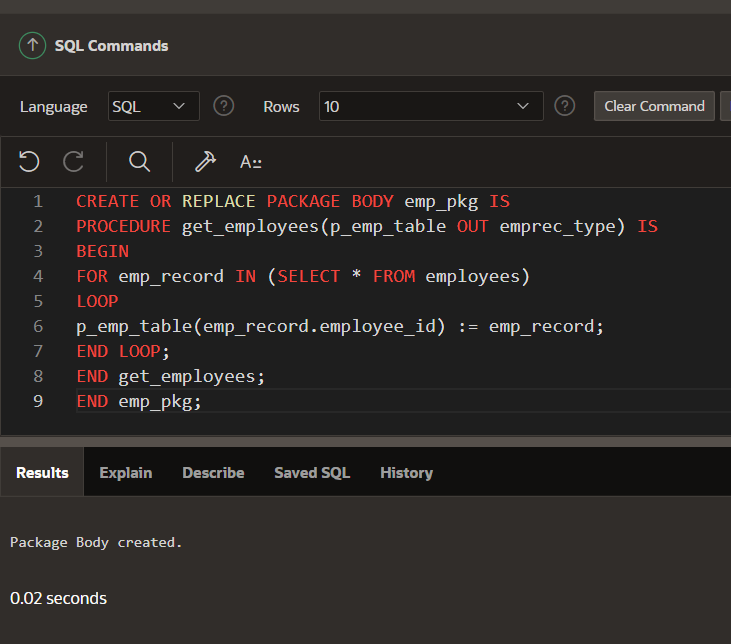 SQL Commands
Language SQL Rows 10 Clear Command
A::
1 CREATE OR REPLACE PACKAGE BODY emp_pkg IS
2 PROCEDURE get_employees(p_emp_table OUT emprec_type) IS
3 BEGIN
4 FOR emp_record IN (SELECT * FROM employees)
5 LOOP
6 p_emp_table(emp_record.employee_id) := emp_record;
7 END LOOP;
8 END get_employees;
9 END emp_pkg;
Results Explain Describe Saved SQL History
Package Body created.
0.02 seconds